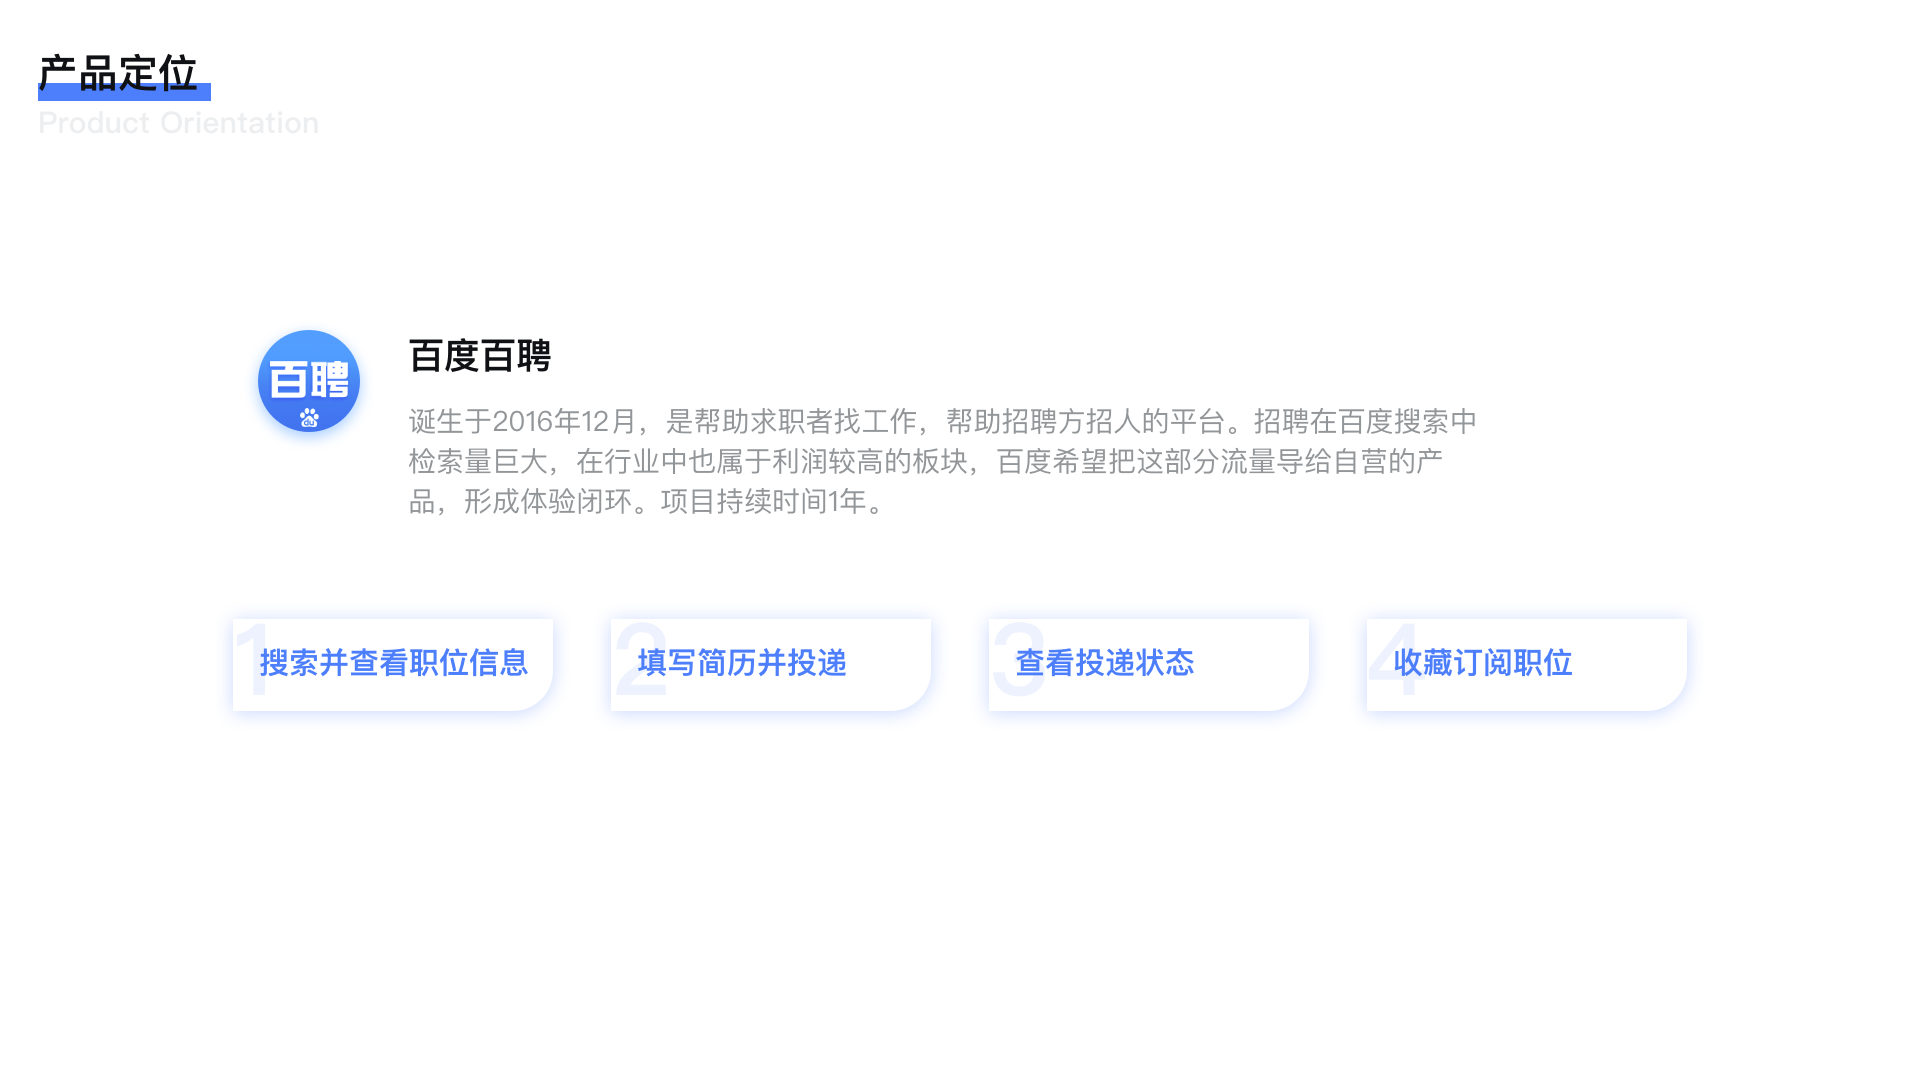 产品定位
Product Orientation
百聘
du
百度百聘
诞生于2016年12月，是帮助求职者找工作，帮助招聘方招人的平台。招聘在百度搜索中
检索量巨大，在行业中也属于利润较高的板块，百度希望把这部分流量导给自营的产
品，形成体验闭环。项目持续时间1年。
1 搜索并查看职位信息
2 填写简历并投递
3 查看投递状态
4 收藏订阅职位